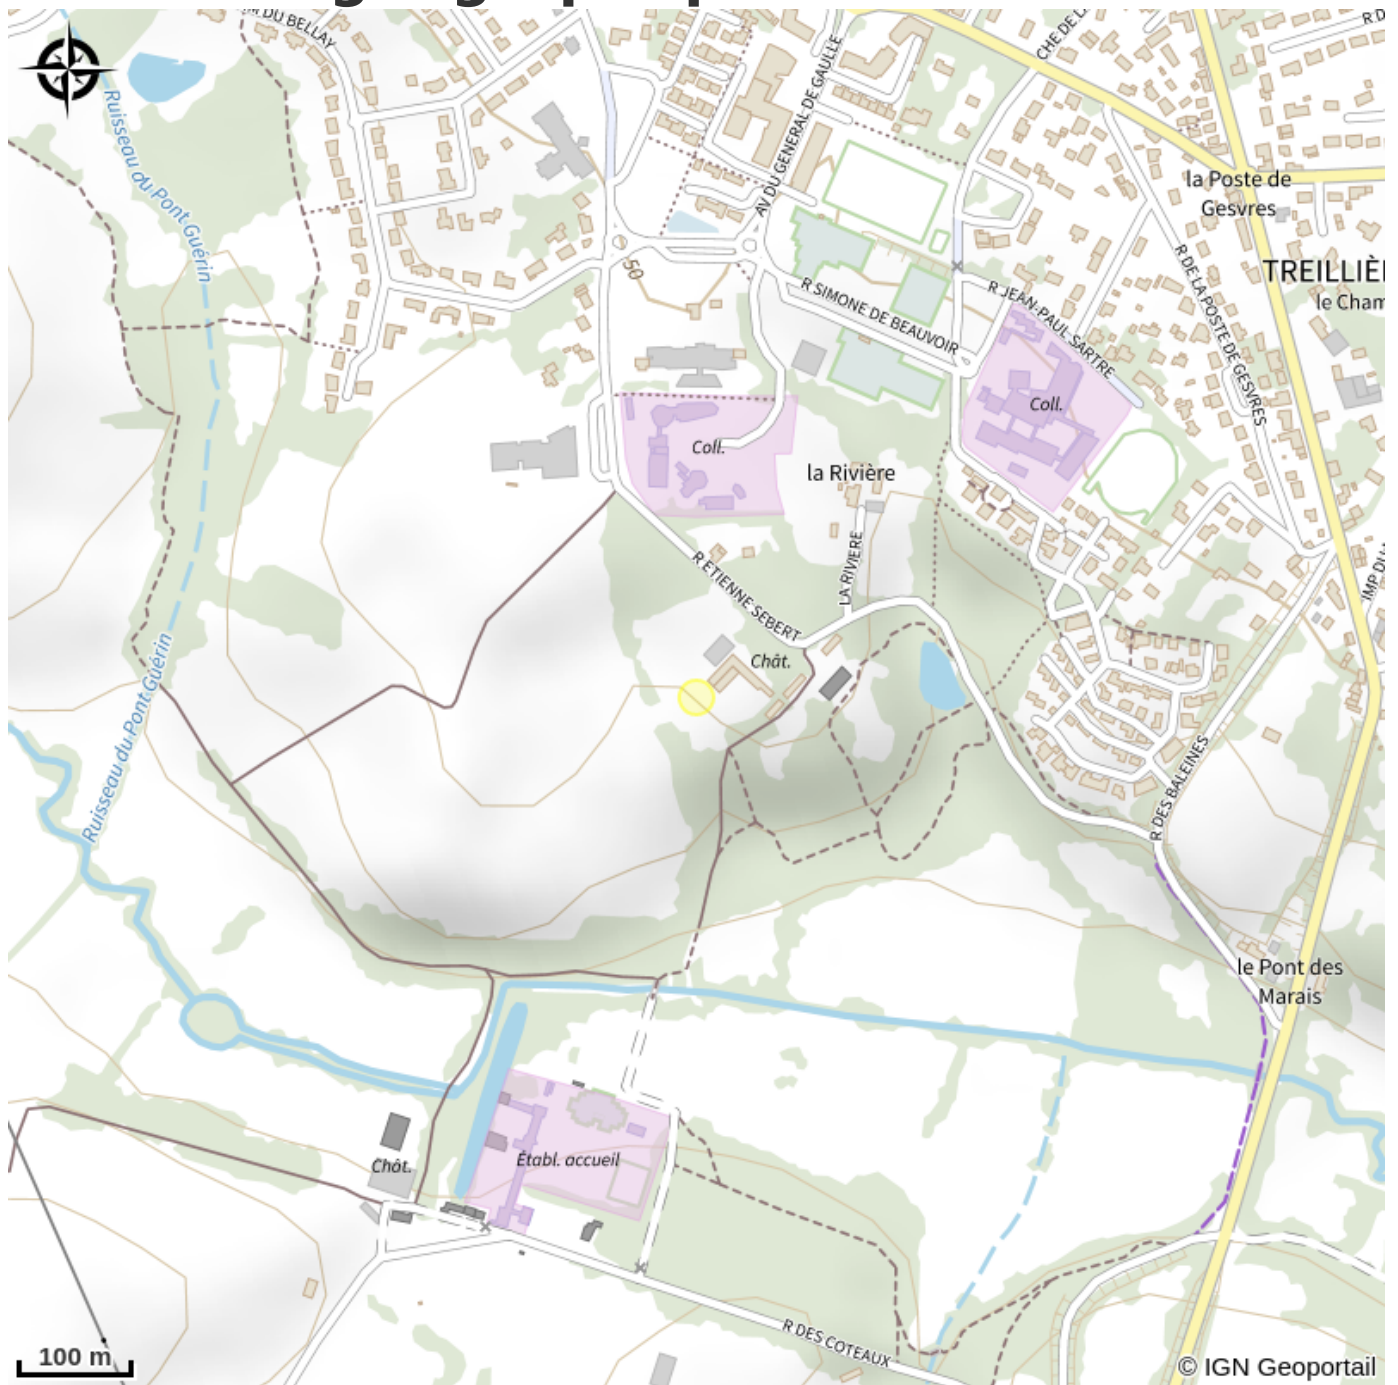 DU BELLAY
AV DU GENERAL DE GAULLE
CHE DE L
R D
Ruisseau du Pont Guérin
la Poste de
Gesvres
50
R SIMONE DE BEAUVOIR
R JEAN-PAUL SARTRE
R DE LA POSTE DE GESVRES
TREILLIÈ
le Cham
Coll.
Coll.
la Rivière
R ETIENNE SEBERT
LA RIVIERE
IMP DU
Chât.
Ruisseau du Pont Guérin
R DES BALEINES
le Pont des
Marais
Chât.
Établ. accueil
R DES COTEAUX
100 m
© IGN Geoportail